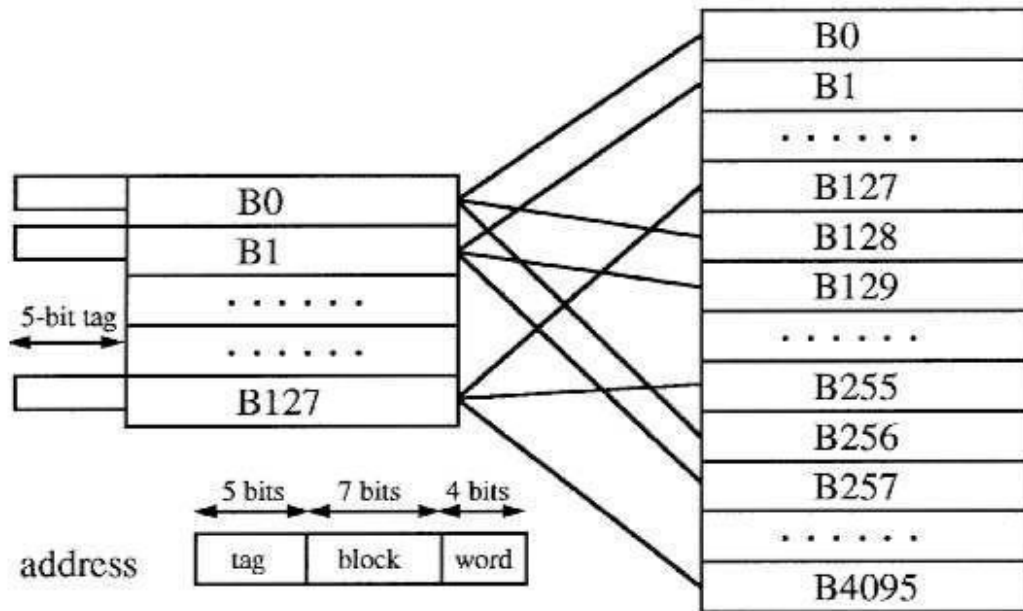 B0
B1
. . . . . .
. . . . . .
B127
5-bit tag
B0
B1
. . . . . .
B127
B128
B129
. . . . . .
B255
B256
B257
. . . . . .
B4095
5 bits 7 bits 4 bits
address tag block word